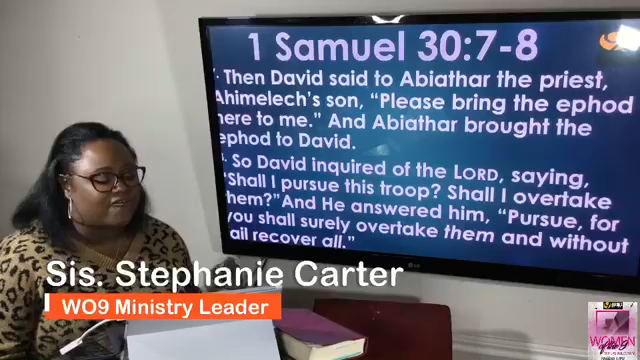 1 Samuel 30:7-8
Then David said to Abiathar the priest,
Ahimelech's son, “Please bring the ephod
here to me.” And Abiathar brought the
ephod to David.
So David inquired of the LORD, saying,
“Shall I pursue this troop? Shall I overtake
them?”And He answered him, “Pursue, for
you shall surely overtake them and without
fail recover all.”
LG
Sis. Stephanie Carter
WO9 Ministry Leader
WOMEN